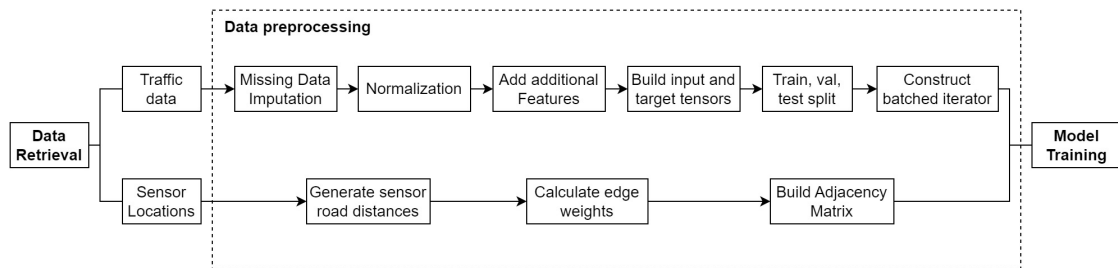 Data preprocessing
Data
Retrieval
Traffic
data
Missing Data
Imputation
Normalization
Add additional
Features
Build input and
target tensors
Train, val,
test split
Construct
batched iterator
Sensor
Locations
Generate sensor
road distances
Calculate edge
weights
Build Adjacency
Matrix
Model
Training